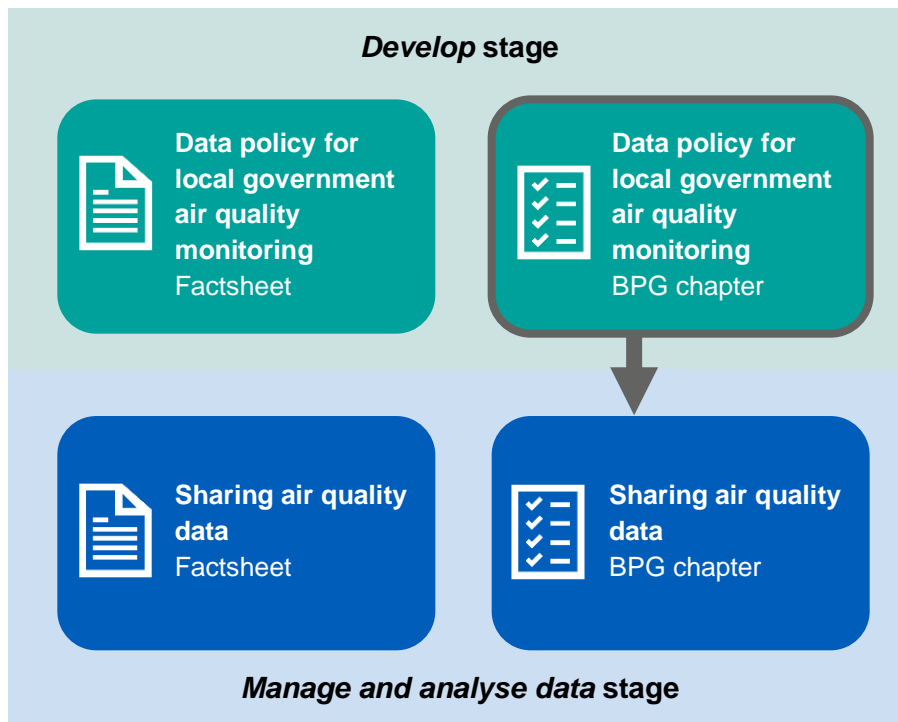 Develop stage
Data policy for
local government
air quality
monitoring
Factsheet
Data policy for
local government
air quality
monitoring
BPG chapter
Sharing air quality
data
Factsheet
Sharing air quality
data
BPG chapter
Manage and analyse data stage